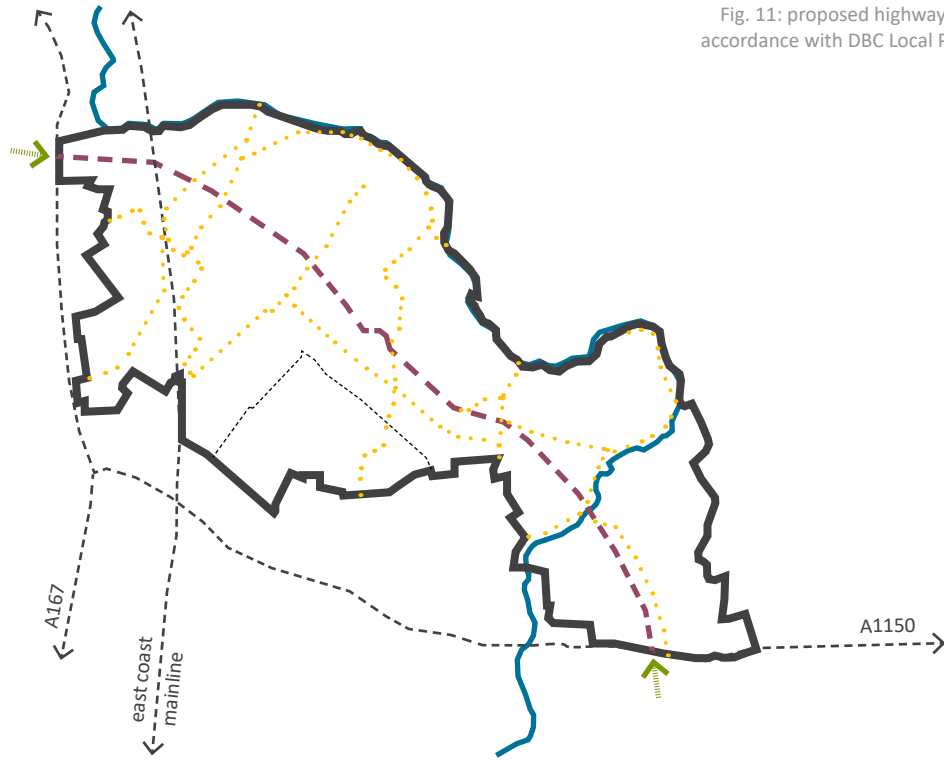 Fig. 11: proposed highway
accordance with DBC Local
A167
east coast
mainline
A1150